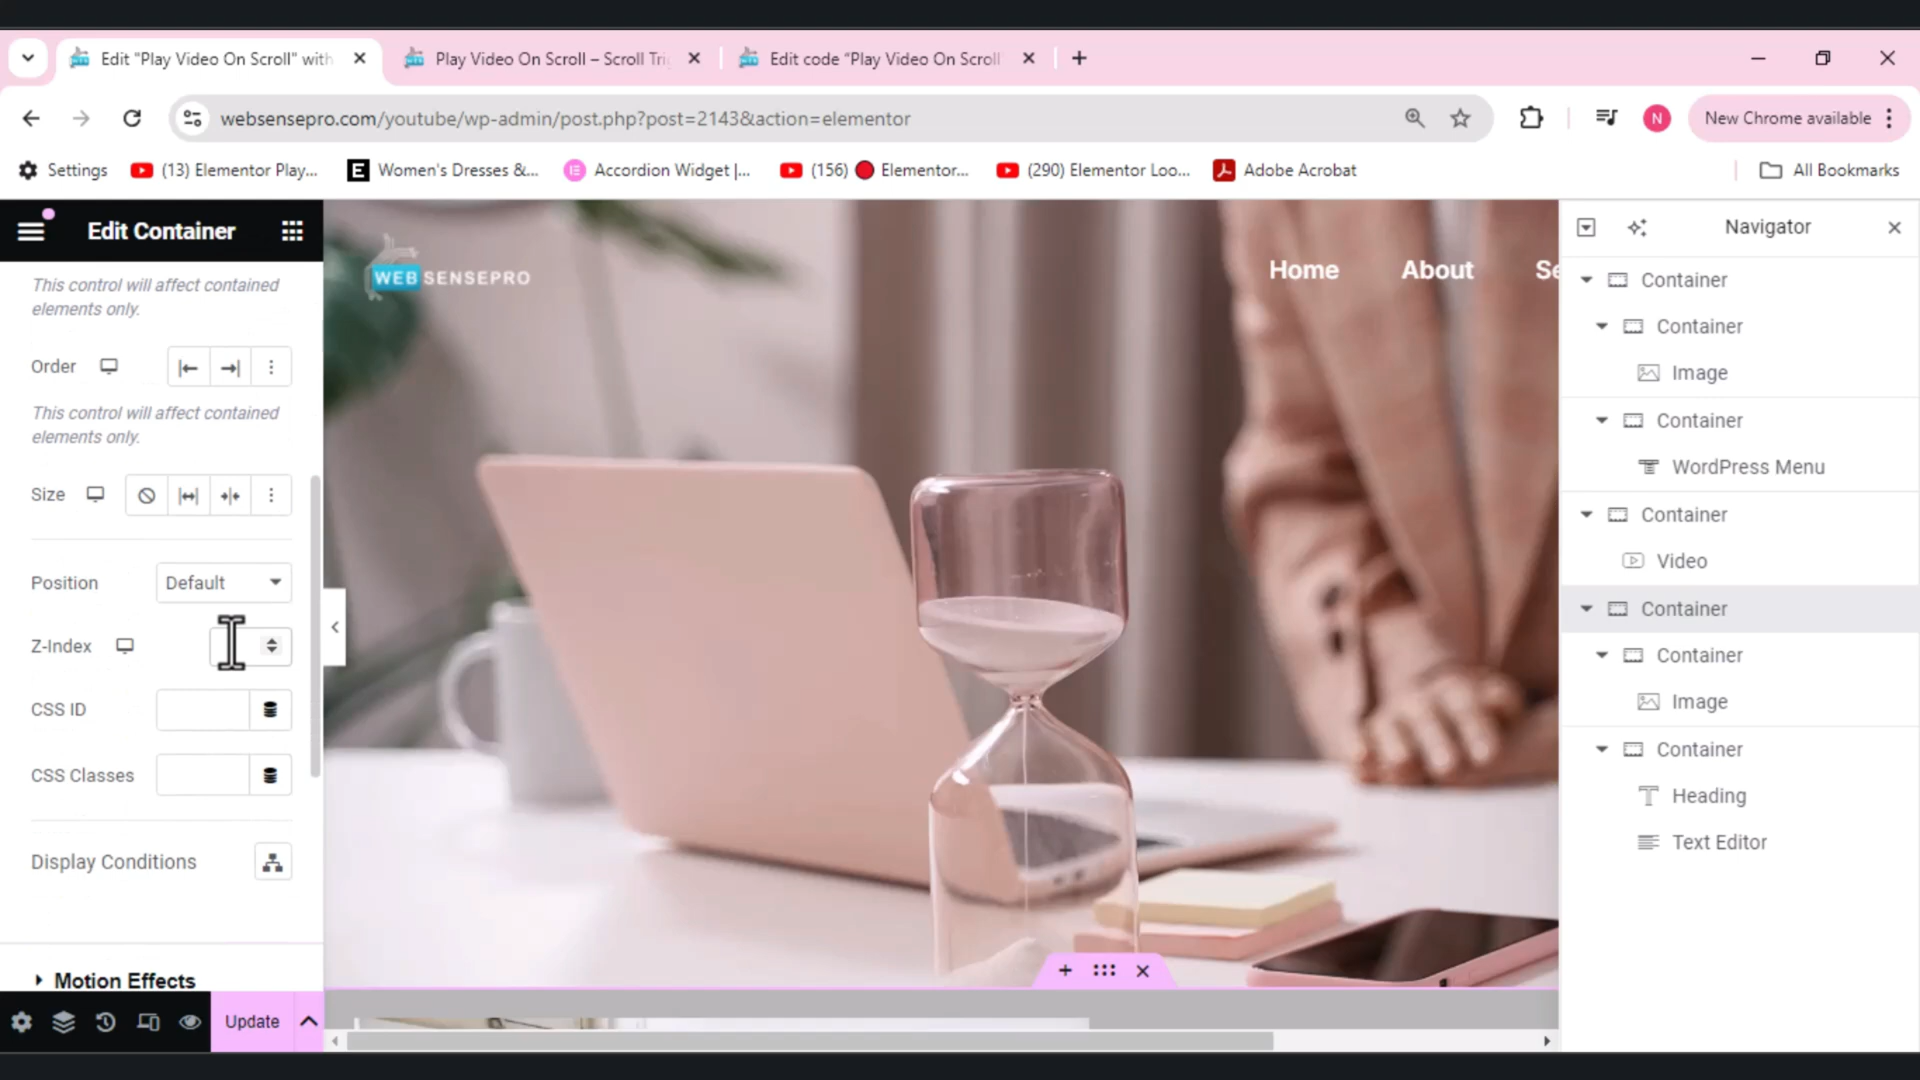 Edit "Play Video On Scroll" with
Play Video On Scroll – Scroll Tri
Edit code "Play Video On Scroll
websensepro.com/youtube/wp-admin/post.php?post=2143&action=elementor
N
New Chrome available
Settings
(13) Elementor Play...
E
Women's Dresses &...
Accordion Widget |...
(156) 🔴 Elementor...
(290) Elementor Loo...
Adobe Acrobat
All Bookmarks
Edit Container
This control will affect contained
elements only.
Order
This control will affect contained
elements only.
Size
Position
Default
Z-Index
CSS ID
CSS Classes
Display Conditions
Motion Effects
Update
WEB SENSEPRO
Home
About
Se
Navigator
Container
Container
Image
Container
WordPress Menu
Container
Video
Container
Container
Image
Container
Heading
Text Editor